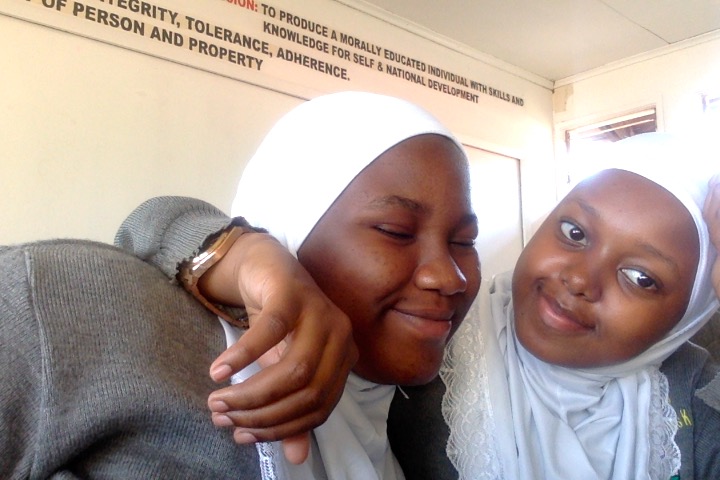 INTEGRITY, TOLERANCE, ADHERENCE.
OF PERSON AND PROPERTY
TO PRODUCE A MORALLY EDUCATED INDIVIDUAL WITH SKILLS AND
KNOWLEDGE FOR SELF & NATIONAL DEVELOPMENT